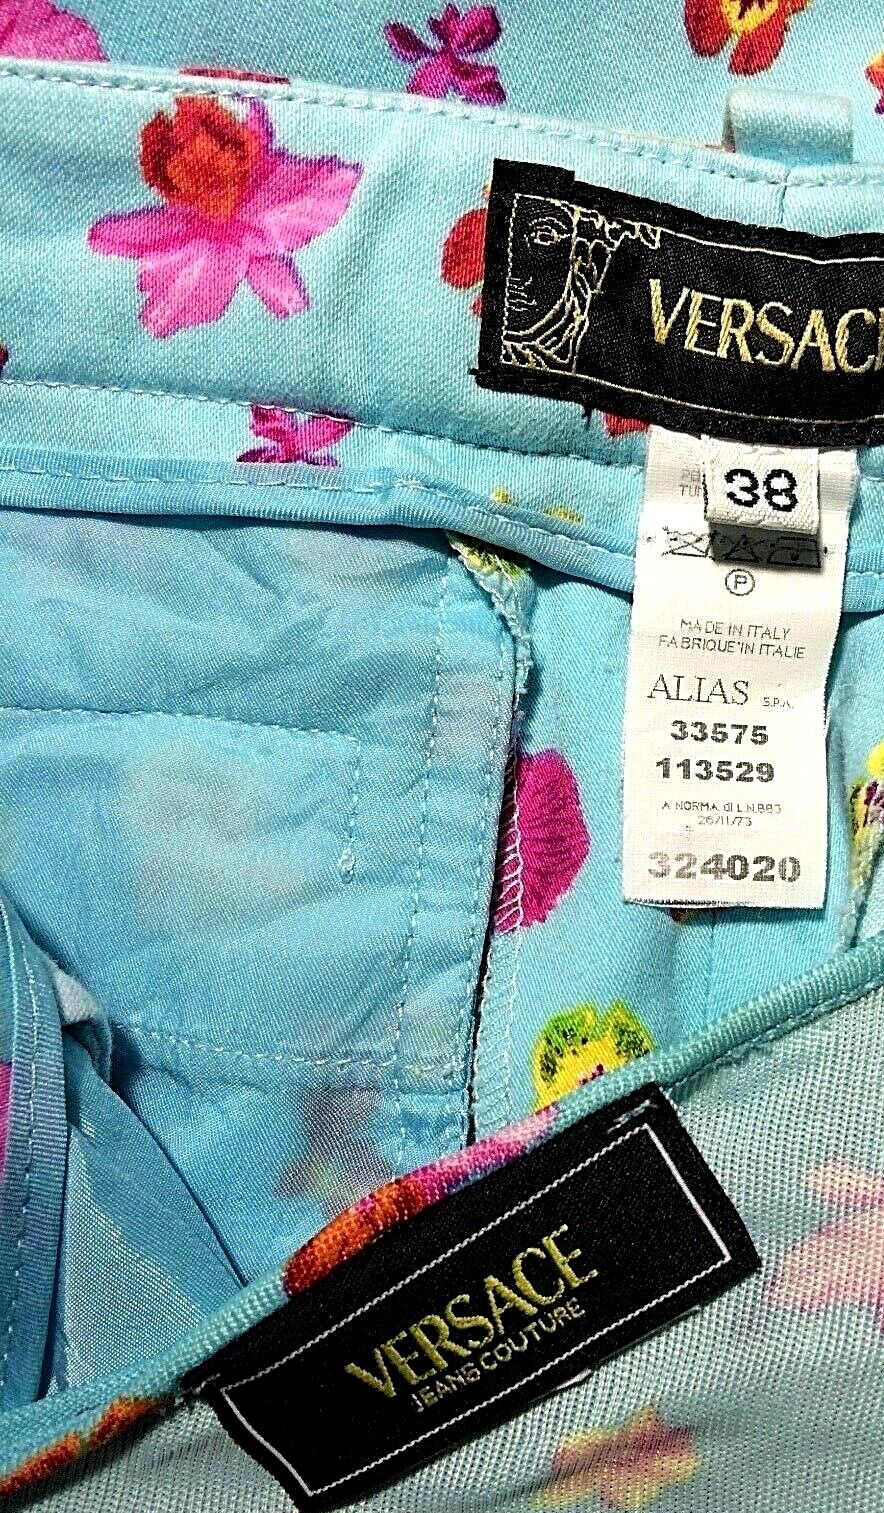 VERSAC
38
P
MADE IN ITALY
FABRIQUE IN ITALIE
ALIAS S.P.A.
33575
113529
A NORMA di L.N.883
26/11/73
324020
VERSACE
JEANS COUTURE